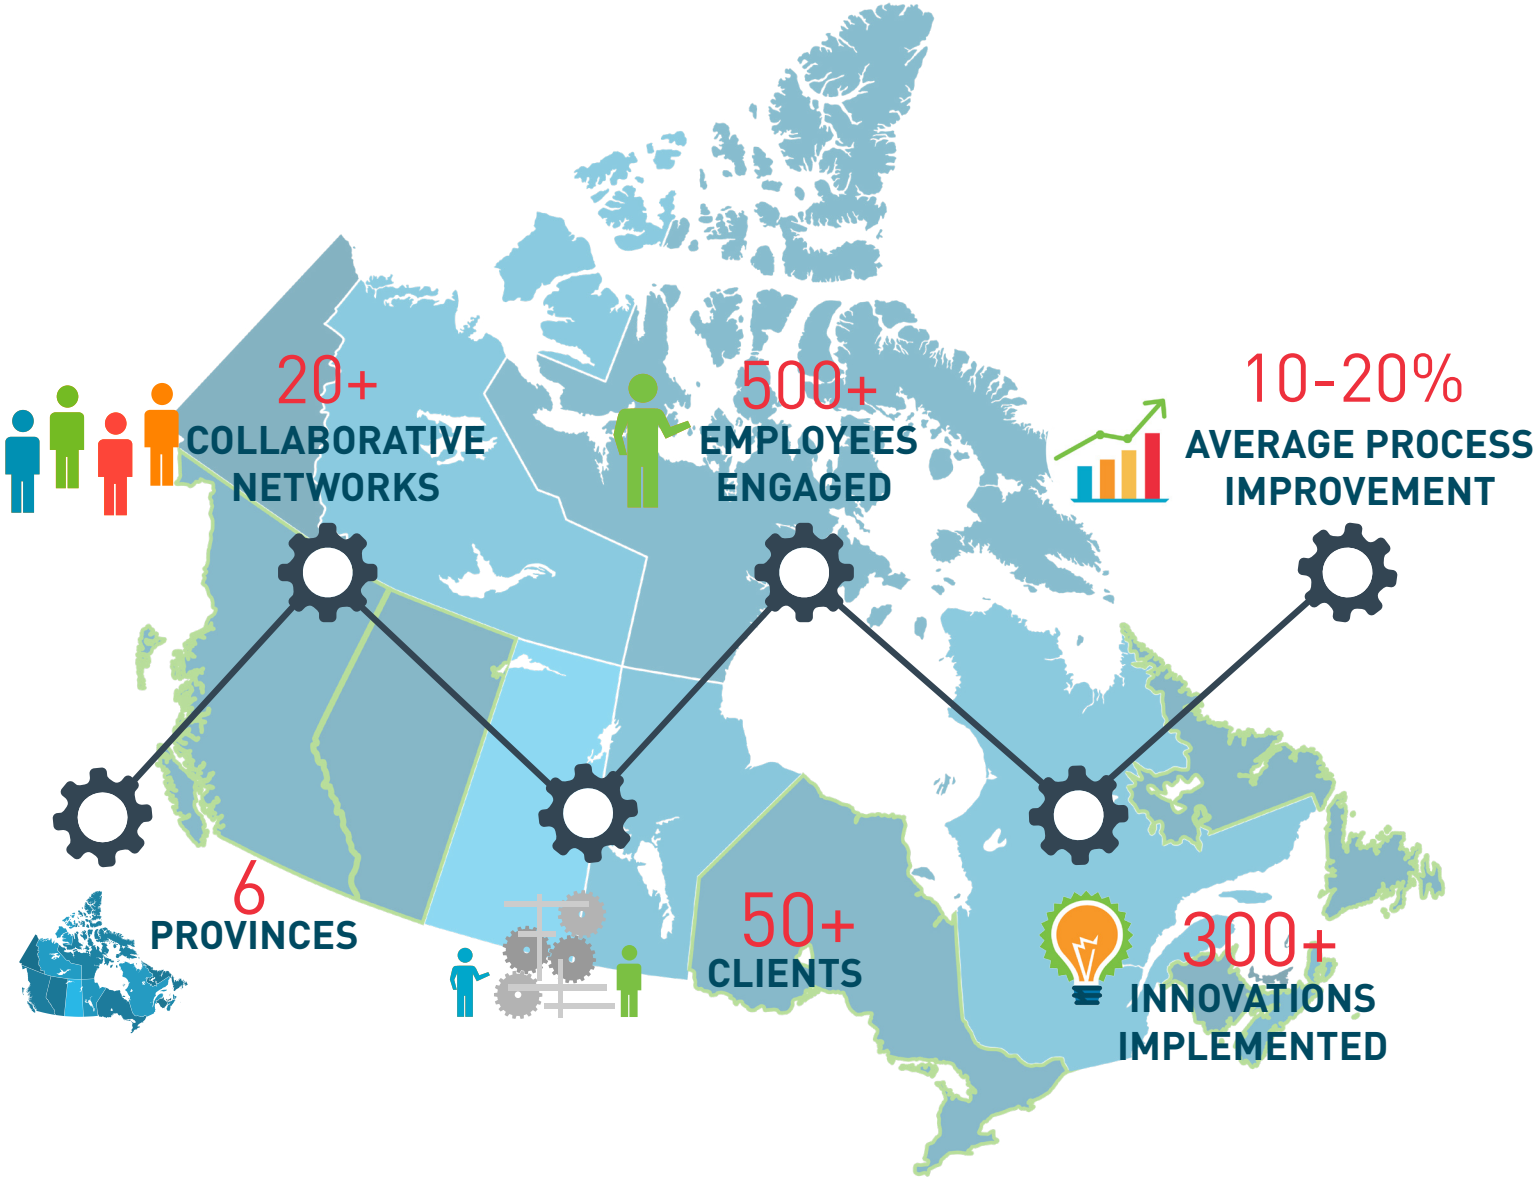 20+
COLLABORATIVE
NETWORKS
500+
EMPLOYEES
ENGAGED
10-20%
AVERAGE PROCESS
IMPROVEMENT
6
PROVINCES
50+
CLIENTS
300+
INNOVATIONS
IMPLEMENTED